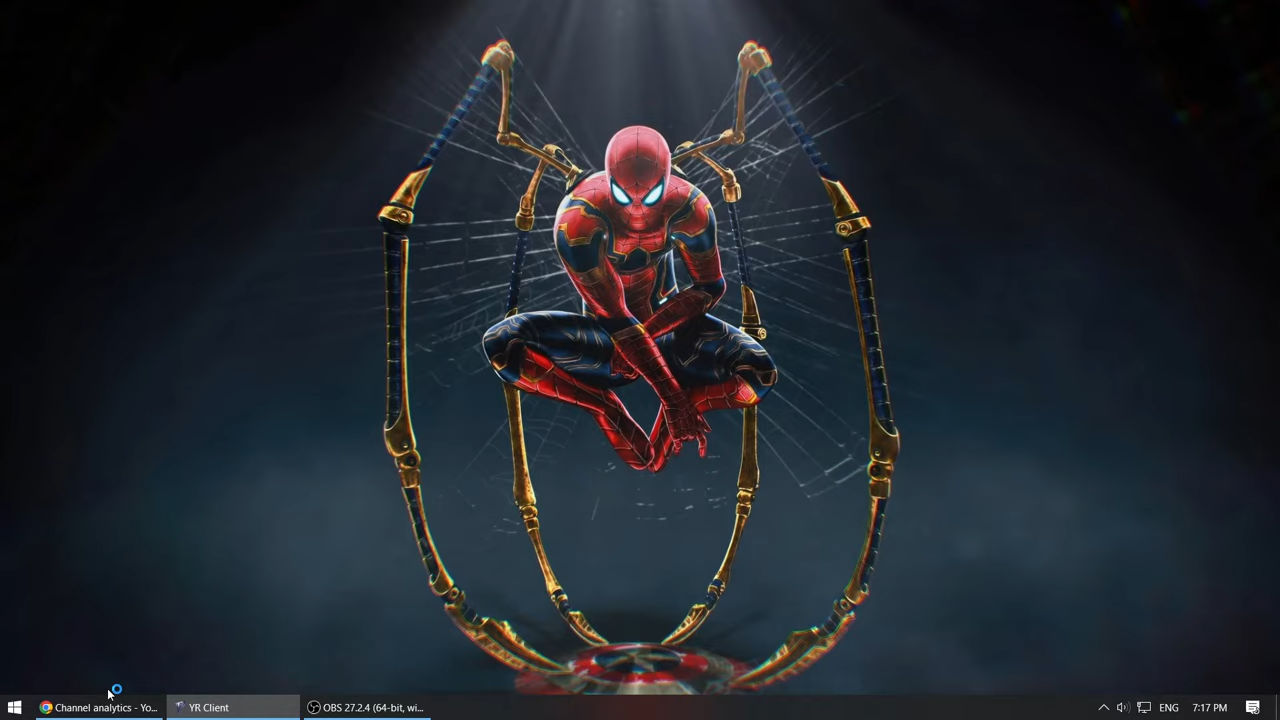 Channel analytics - Yo...
YR Client
OBS 27.2.4 (64-bit, wi...
ENG
7:17 PM